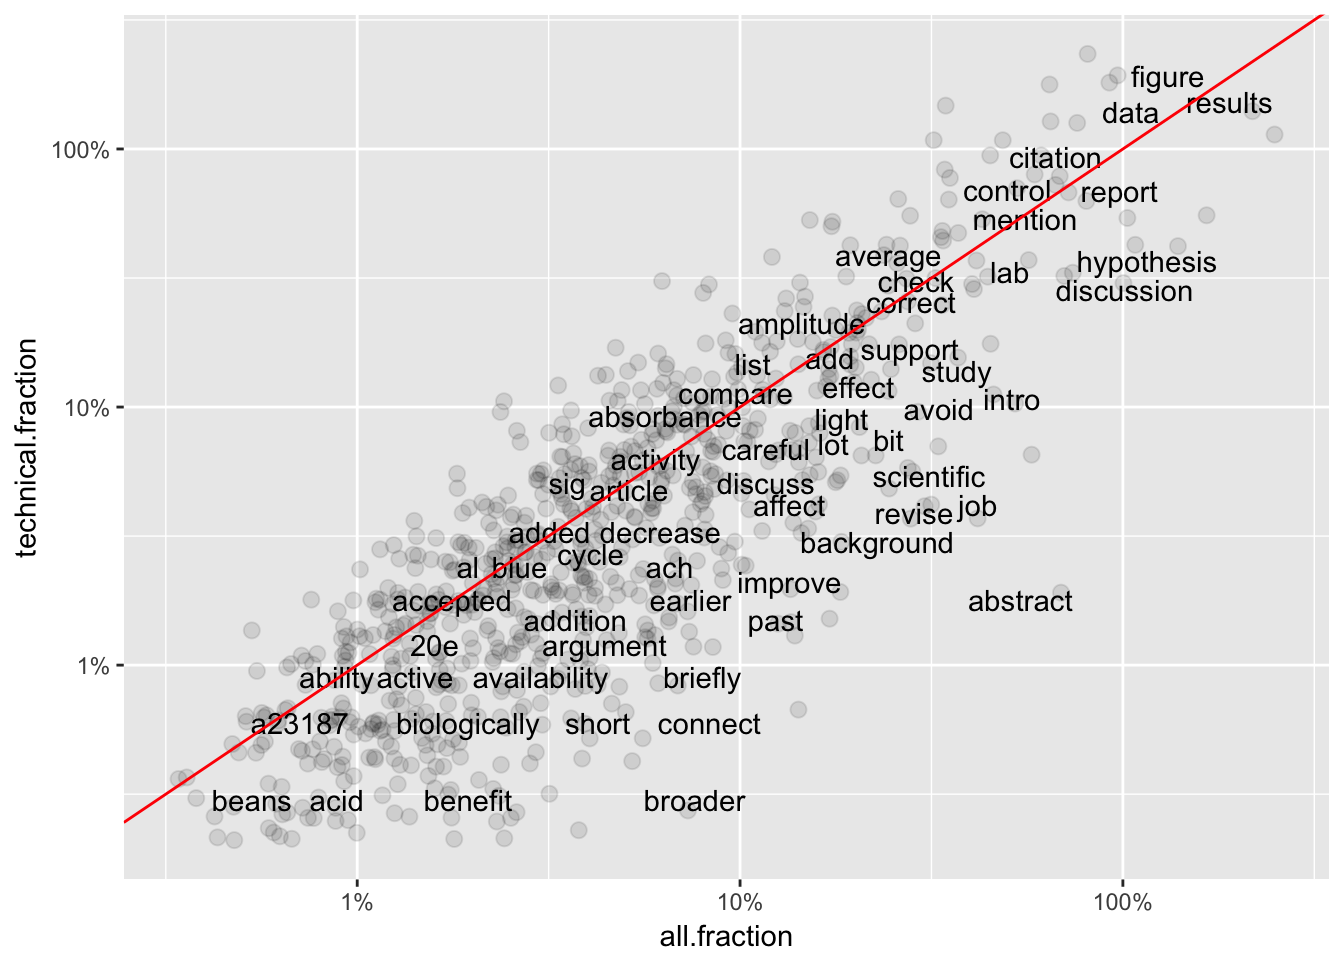 figure
results
data
100%
citation
control
report
mention
average
hypothesis
check
lab
discussion
correct
amplitude
support
list
add
study
effect
compare
intro
10%
avoid
absorbance
light
lot
bit
careful
activity
scientific
sig
article
discuss
affect
job
revise
added
decrease
background
cycle
al
blue
ach
improve
accepted
earlier
abstract
addition
past
20e
argument
1%
ability
active
availability
briefly
a23187
biologically
short
connect
beans
acid
benefit
broader
technical.fraction
1%
10%
100%
all.fraction